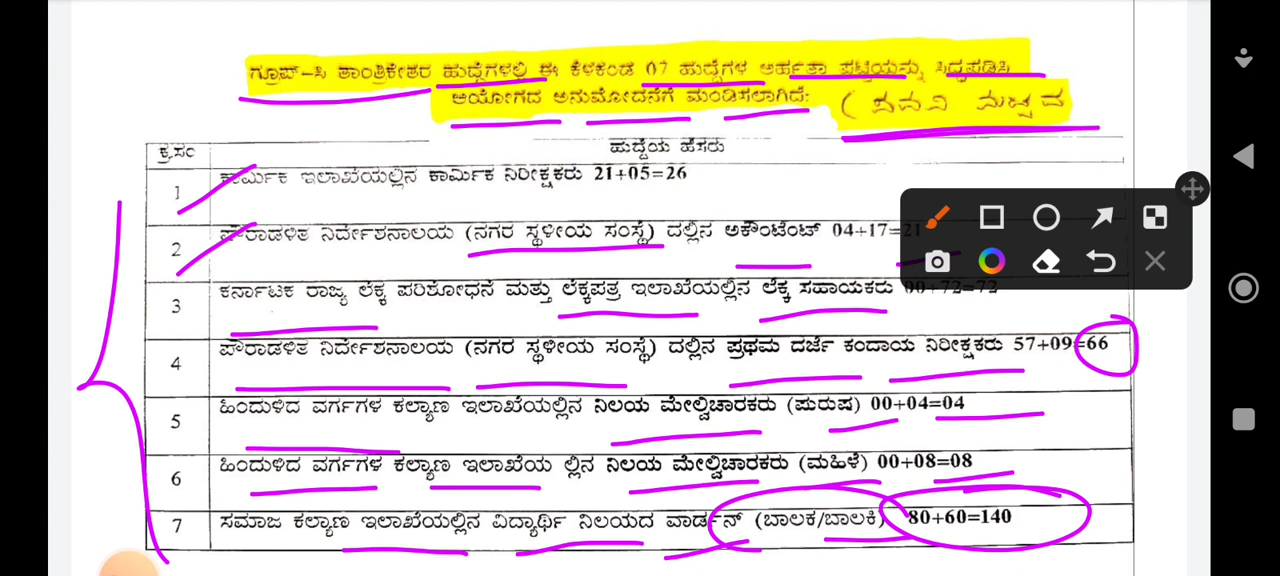 ಗ್ರೂಪ್-ಸಿ ತಾಂತ್ರಿಕೇತರ ಹುದ್ದೆಗಳಲ್ಲಿ ಈ ಕೆಳಕಂಡ 07 ಹುದ್ದೆಗಳ ಅರ್ಹತಾ ಪಟ್ಟಿಯನ್ನು ಸಿದ್ಧಪಡಿಸಿ
ಆಯೋಗದ ಅನುಮೋದನೆಗೆ ಮಂಡಿಸಲಾಗಿದೆ:
ಕ್ರ.ಸಂ ಹುದ್ದೆಯ ಹೆಸರು
1 ಕಾರ್ಮಿಕ ಇಲಾಖೆಯಲ್ಲಿನ ಕಾರ್ಮಿಕ ನಿರೀಕ್ಷಕರು 21+05=26
2 ಪೌರಾಡಳಿತ ನಿರ್ದೇಶನಾಲಯ (ನಗರ ಸ್ಥಳೀಯ ಸಂಸ್ಥೆ) ದಲ್ಲಿನ ಅಕೌಂಟೆಂಟ್ 04+17=21
3 ಕರ್ನಾಟಕ ರಾಜ್ಯ ಲೆಕ್ಕ ಪರಿಶೋಧನೆ ಮತ್ತು ಲೆಕ್ಕಪತ್ರ ಇಲಾಖೆಯಲ್ಲಿನ ಲೆಕ್ಕ ಸಹಾಯಕರು 00+72=72
4 ಪೌರಾಡಳಿತ ನಿರ್ದೇಶನಾಲಯ (ನಗರ ಸ್ಥಳೀಯ ಸಂಸ್ಥೆ) ದಲ್ಲಿನ ಪ್ರಥಮ ದರ್ಜೆ ಕಂದಾಯ ನಿರೀಕ್ಷಕರು 57+09=66
5 ಹಿಂದುಳಿದ ವರ್ಗಗಳ ಕಲ್ಯಾಣ ಇಲಾಖೆಯಲ್ಲಿನ ನಿಲಯ ಮೇಲ್ವಿಚಾರಕರು (ಪುರುಷ) 00+04=04
6 ಹಿಂದುಳಿದ ವರ್ಗಗಳ ಕಲ್ಯಾಣ ಇಲಾಖೆಯ ಲ್ಲಿನ ನಿಲಯ ಮೇಲ್ವಿಚಾರಕರು (ಮಹಿಳೆ) 00+08=08
7 ಸಮಾಜ ಕಲ್ಯಾಣ ಇಲಾಖೆಯಲ್ಲಿನ ವಿದ್ಯಾರ್ಥಿ ನಿಲಯದ ವಾರ್ಡನ್ (ಬಾಲಕ/ಬಾಲಕಿ) 80+60=140